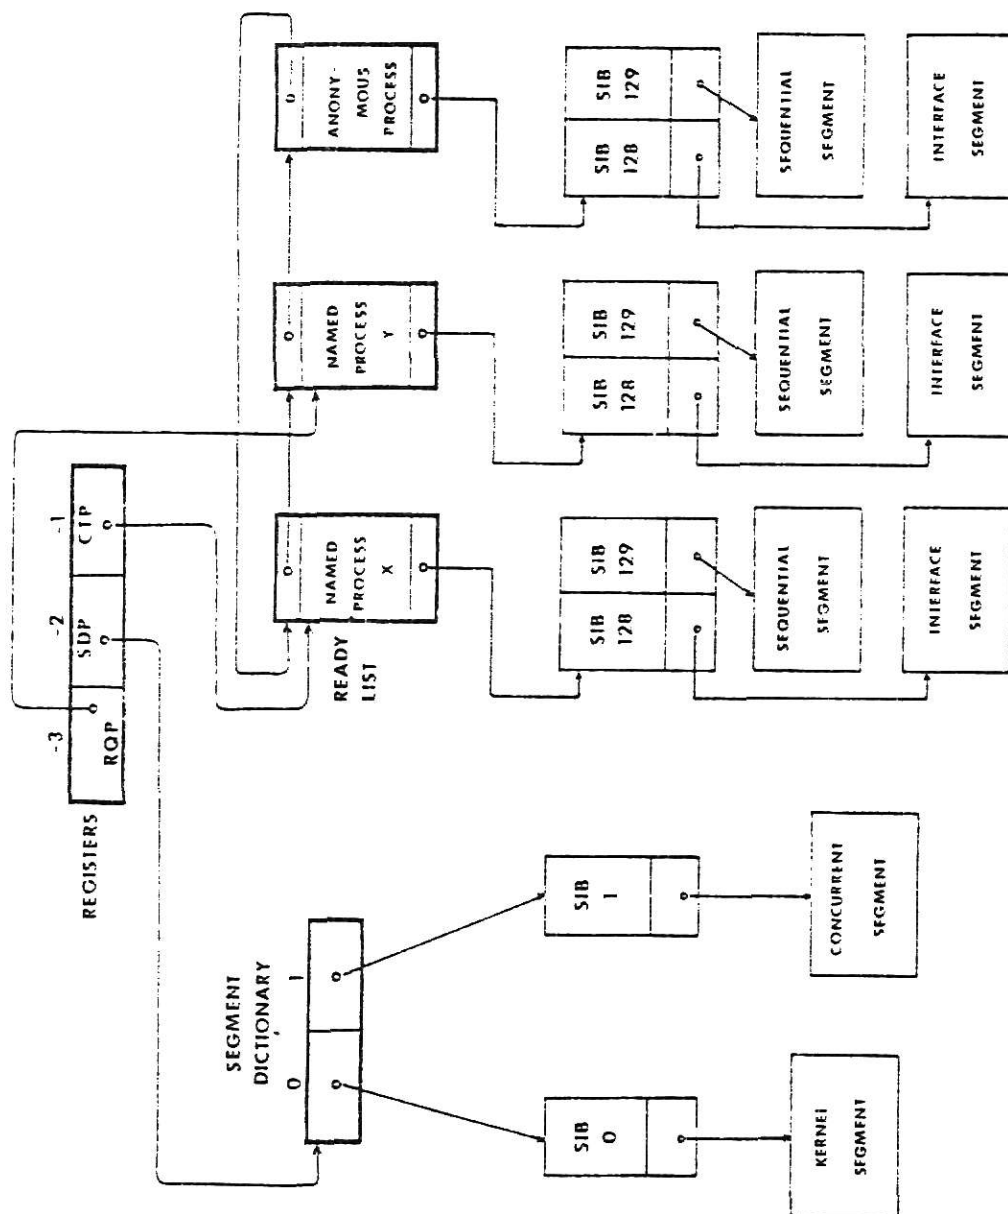 REGISTERS
-3
-2
-1
RQP
SDP
CTP
SEGMENT
DICTIONARY
0
1
SIB
0
SIB
1
KERNEL
SEGMENT
CONCURRENT
SEGMENT
READY
LIST
NAMED
PROCESS
X
NAMED
PROCESS
Y
ANONY-
MOUS
PROCESS
SIB
128
SIB
129
SEQUENTIAL
SEGMENT
INTERFACE
SEGMENT
SIB
128
SIB
129
SEQUENTIAL
SEGMENT
INTERFACE
SEGMENT
SIB
128
SIB
129
SEQUENTIAL
SEGMENT
INTERFACE
SEGMENT